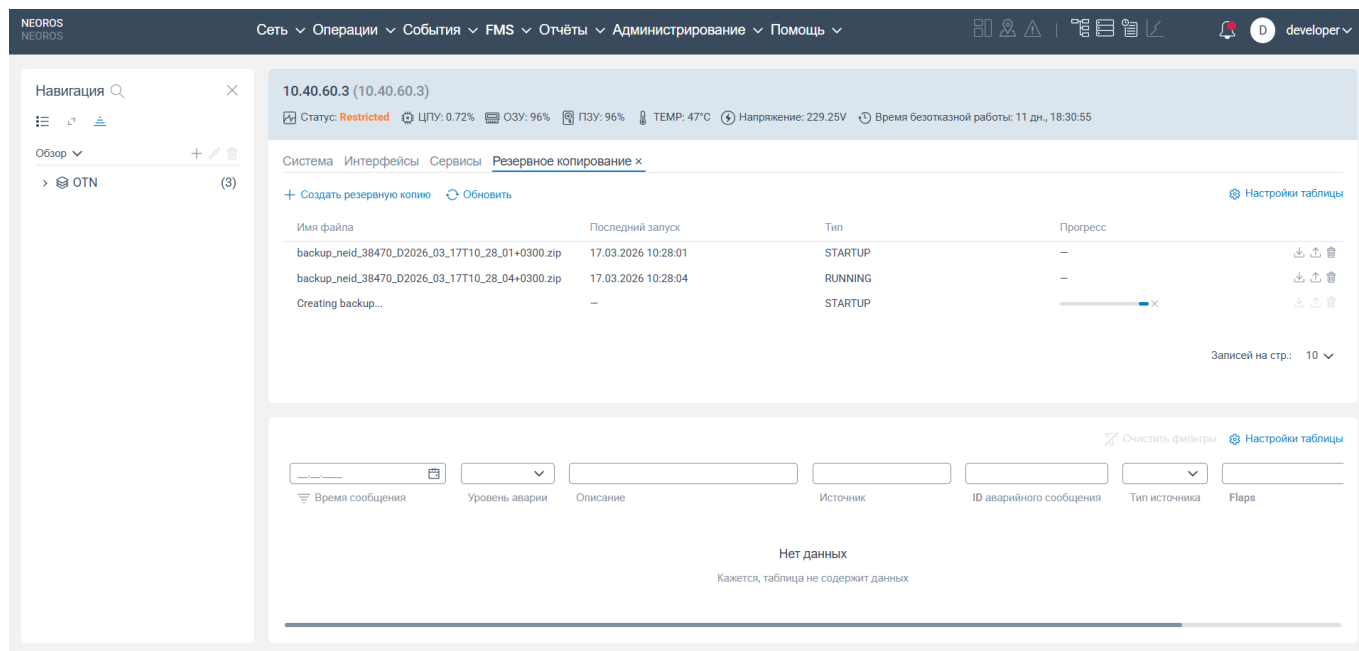 NEOROS
NEOROS
Сеть Операции События FMS Отчёты Администрирование Помощь
D developer
Навигация
Обзор
OTN (3)
10.40.60.3 (10.40.60.3)
Статус: Restricted ЦПУ: 0.72% ОЗУ: 96% ПЗУ: 96% TEMP: 47°C Напряжение: 229.25V Время безотказной работы: 11 дн., 18:30:55
Система Интерфейсы Сервисы Резервное копирование ×
+ Создать резервную копию Обновить Настройки таблицы
Имя файла Последний запуск Тип Прогресс
backup_neid_38470_D2026_03_17T10_28_01+0300.zip 17.03.2026 10:28:01 STARTUP –
backup_neid_38470_D2026_03_17T10_28_04+0300.zip 17.03.2026 10:28:04 RUNNING –
Creating backup... – STARTUP
Записей на стр.: 10
Очистить фильтры Настройки таблицы
__.__.____
Время сообщения Уровень аварии Описание Источник ID аварийного сообщения Тип источника Flaps
Нет данных
Кажется, таблица не содержит данных